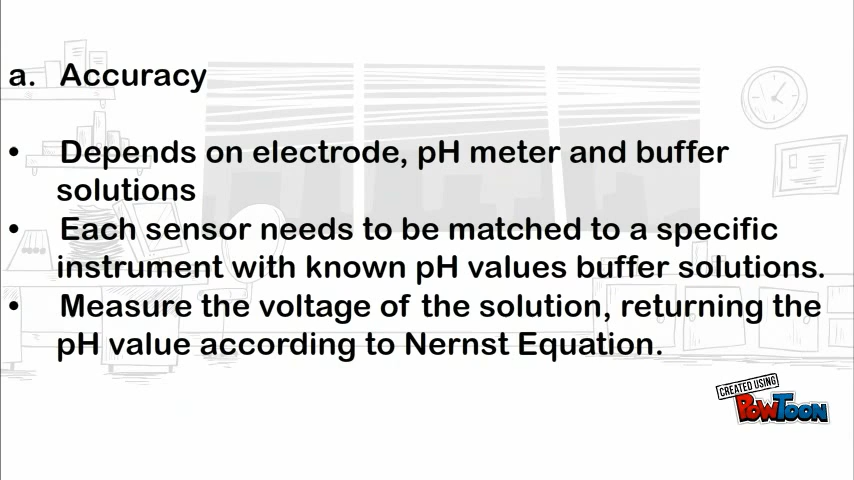 a. Accuracy
• Depends on electrode, pH meter and buffer
solutions
• Each sensor needs to be matched to a specific
instrument with known pH values buffer solutions.
• Measure the voltage of the solution, returning the
pH value according to Nernst Equation.
CREATED USING
POWTOON